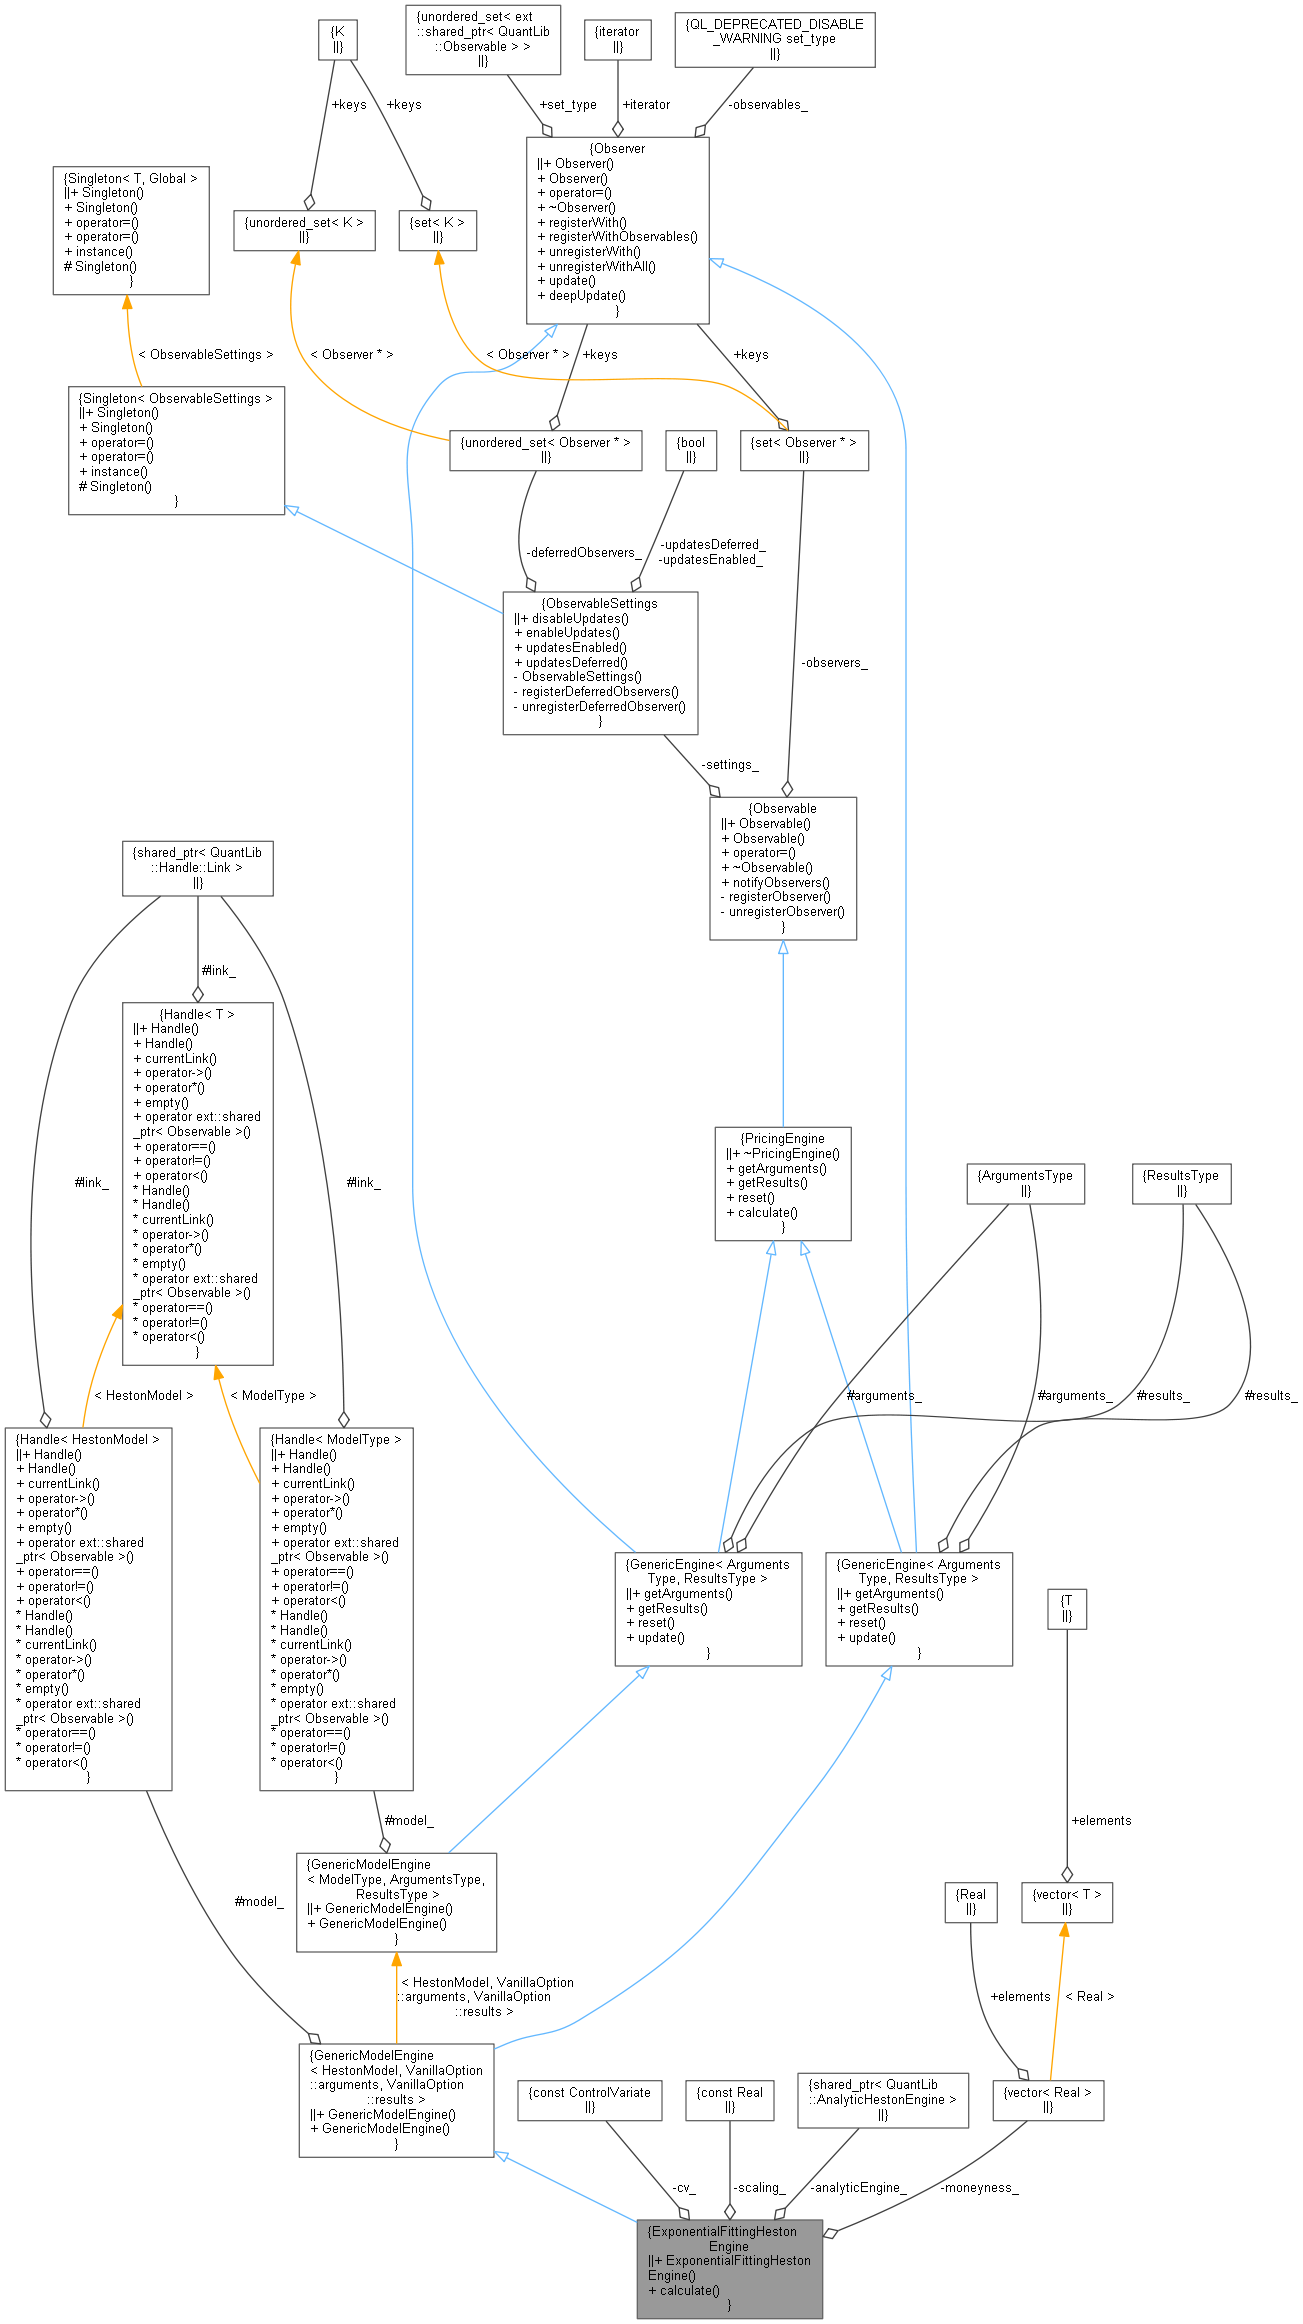 {K
||}
{unordered_set< ext
::shared_ptr< QuantLib
::Observable > >
||}
{iterator
||}
{QL_DEPRECATED_DISABLE
_WARNING set_type
||}
+keys
+keys
+set_type
+iterator
-observables_
{Singleton< T, Global >
||+ Singleton()
+ Singleton()
+ operator=()
+ operator=()
+ instance()
# Singleton()
}
{unordered_set< K >
||}
{set< K >
||}
{Observer
||+ Observer()
+ Observer()
+ operator=()
+ ~Observer()
+ registerWith()
+ registerWithObservables()
+ unregisterWith()
+ unregisterWithAll()
+ update()
+ deepUpdate()
}
< ObservableSettings >
< Observer * >
< Observer * >
+keys
+keys
{Singleton< ObservableSettings >
||+ Singleton()
+ Singleton()
+ operator=()
+ operator=()
+ instance()
# Singleton()
}
{unordered_set< Observer * >
||}
{bool
||}
{set< Observer * >
||}
-deferredObservers_
-updatesDeferred_
-updatesEnabled_
{ObservableSettings
||+ disableUpdates()
+ enableUpdates()
+ updatesEnabled()
+ updatesDeferred()
- ObservableSettings()
- registerDeferredObservers()
- unregisterDeferredObserver()
}
-observers_
-settings_
{Observable
||+ Observable()
+ Observable()
+ operator=()
+ ~Observable()
+ notifyObservers()
- registerObserver()
- unregisterObserver()
}
{shared_ptr< QuantLib
::Handle::Link >
||}
#link_
{Handle< T >
||+ Handle()
+ Handle()
+ currentLink()
+ operator->()
+ operator*()
+ empty()
+ operator ext::shared
_ptr< Observable >()
+ operator==()
+ operator!=()
+ operator<()
* Handle()
* Handle()
* currentLink()
* operator->()
* operator*()
* empty()
* operator ext::shared
_ptr< Observable >()
* operator==()
* operator!=()
* operator<()
}
#link_
#link_
{PricingEngine
||+ ~PricingEngine()
+ getArguments()
+ getResults()
+ reset()
+ calculate()
}
{ArgumentsType
||}
{ResultsType
||}
< HestonModel >
< ModelType >
#arguments_
#arguments_
#results_
#results_
{Handle< HestonModel >
||+ Handle()
+ Handle()
+ currentLink()
+ operator->()
+ operator*()
+ empty()
+ operator ext::shared
_ptr< Observable >()
+ operator==()
+ operator!=()
+ operator<()
* Handle()
* Handle()
* currentLink()
* operator->()
* operator*()
* empty()
* operator ext::shared
_ptr< Observable >()
* operator==()
* operator!=()
* operator<()
}
{Handle< ModelType >
||+ Handle()
+ Handle()
+ currentLink()
+ operator->()
+ operator*()
+ empty()
+ operator ext::shared
_ptr< Observable >()
+ operator==()
+ operator!=()
+ operator<()
* Handle()
* Handle()
* currentLink()
* operator->()
* operator*()
* empty()
* operator ext::shared
_ptr< Observable >()
* operator==()
* operator!=()
* operator<()
}
{GenericEngine< Arguments
Type, ResultsType >
||+ getArguments()
+ getResults()
+ reset()
+ update()
}
{GenericEngine< Arguments
Type, ResultsType >
||+ getArguments()
+ getResults()
+ reset()
+ update()
}
{T
||}
#model_
+elements
{GenericModelEngine
< ModelType, ArgumentsType,
ResultsType >
||+ GenericModelEngine()
+ GenericModelEngine()
}
#model_
{Real
||}
{vector< T >
||}
< HestonModel, VanillaOption
::arguments, VanillaOption
::results >
+elements
< Real >
{GenericModelEngine
< HestonModel, VanillaOption
::arguments, VanillaOption
::results >
||+ GenericModelEngine()
+ GenericModelEngine()
}
{const ControlVariate
||}
{const Real
||}
{shared_ptr< QuantLib
::AnalyticHestonEngine >
||}
{vector< Real >
||}
-cv_
-scaling_
-analyticEngine_
-moneyness_
{ExponentialFittingHeston
Engine
||+ ExponentialFittingHeston
Engine()
+ calculate()
}